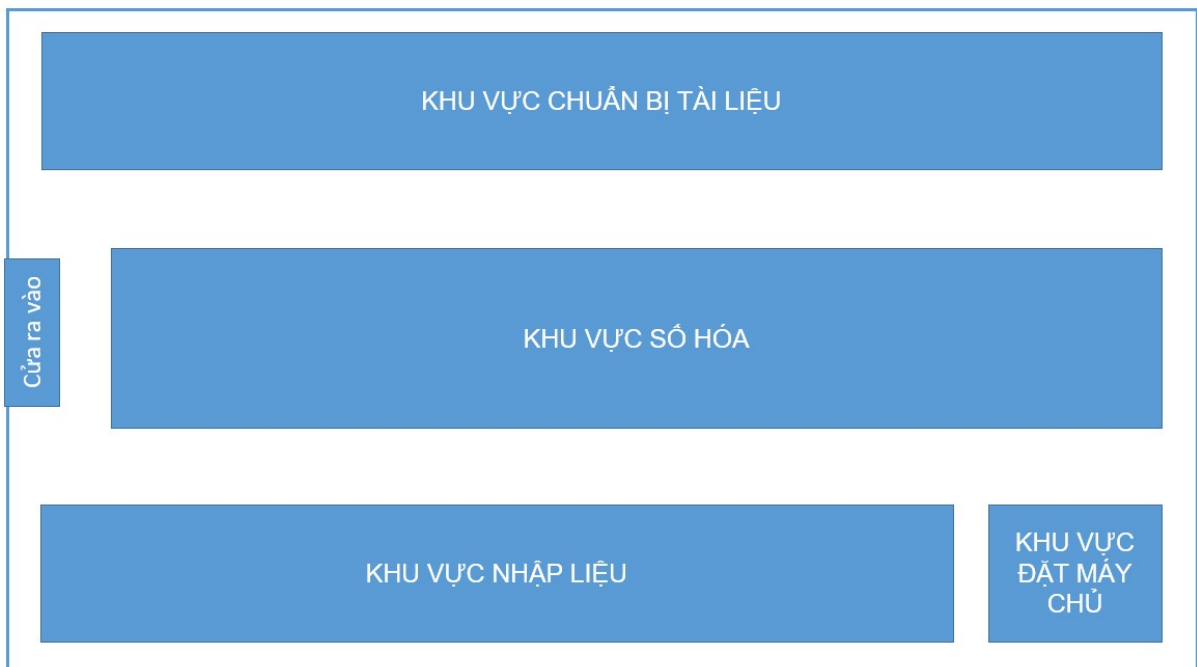 KHU VỰC CHUẨN BỊ TÀI LIỆU
Cửa ra vào
KHU VỰC SỐ HÓA
KHU VỰC NHẬP LIỆU
KHU VỰC
ĐẶT MÁY
CHỦ